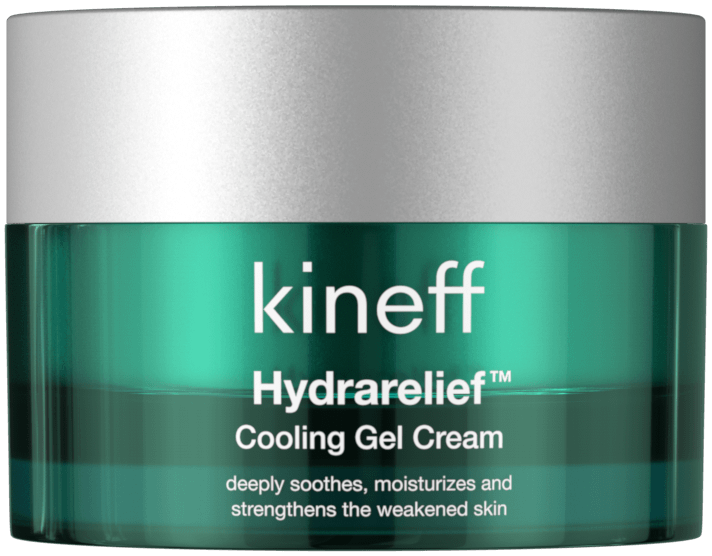 kineff
Hydrarelief™
Cooling Gel Cream
deeply soothes, moisturizes and
strengthens the weakened skin